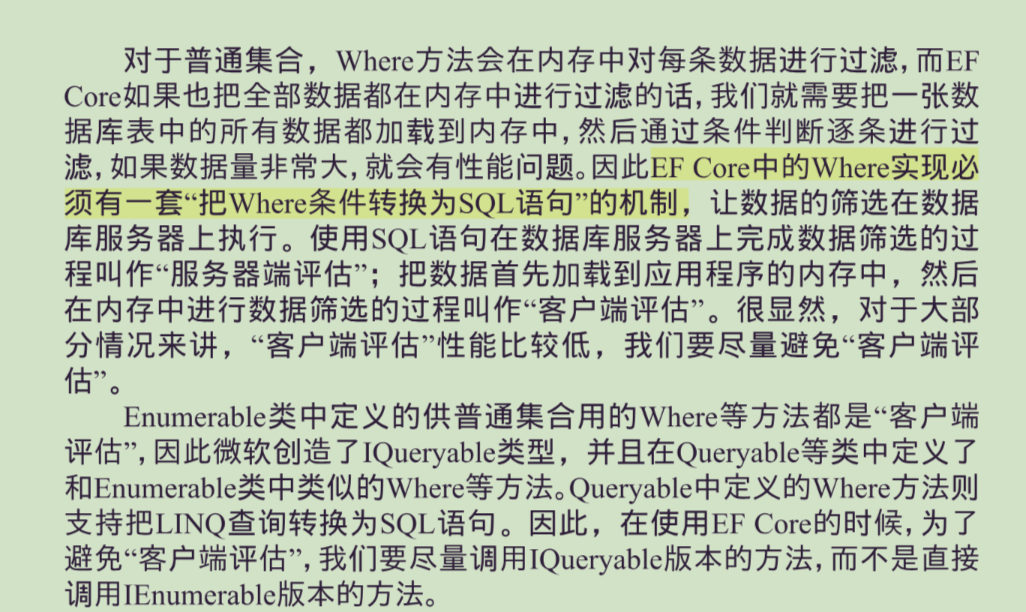 对于普通集合，Where方法会在内存中对每条数据进行过滤，而EF
Core如果也把全部数据都在内存中进行过滤的话，我们就需要把一张数
据库表中的所有数据都加载到内存中，然后通过条件判断逐条进行过
滤，如果数据量非常大，就会有性能问题。因此EF Core中的Where实现必
须有一套“把Where条件转换为SQL语句”的机制，让数据的筛选在数据
库服务器上执行。使用SQL语句在数据库服务器上完成数据筛选的过
程叫作“服务器端评估”；把数据首先加载到应用程序的内存中，然后
在内存中进行数据筛选的过程叫作“客户端评估”。很显然，对于大部
分情况来讲，“客户端评估”性能比较低，我们要尽量避免“客户端评
估”。
Enumerable类中定义的供普通集合用的Where等方法都是“客户端
评估”，因此微软创造了IQueryable类型，并且在Queryable等类中定义了
和Enumerable类中类似的Where等方法。Queryable中定义的Where方法则
支持把LINQ查询转换为SQL语句。因此，在使用EF Core的时候，为了
避免“客户端评估”，我们要尽量调用IQueryable版本的方法，而不是直接
调用IEnumerable版本的方法。